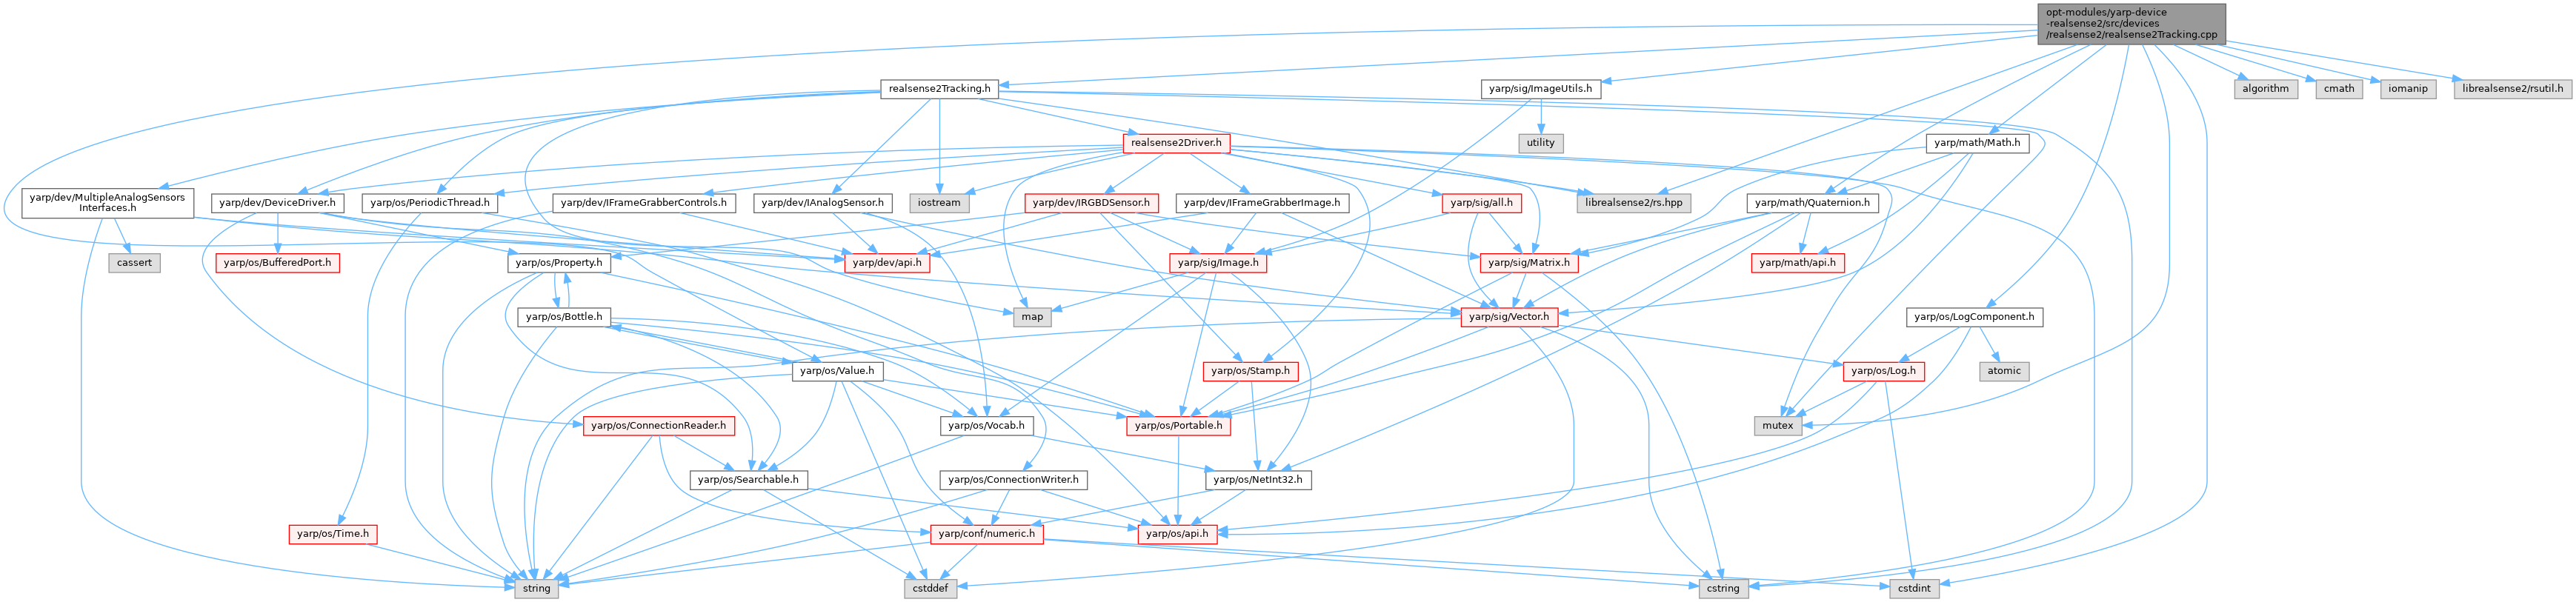 opt-modules/yarp-device
-realsense2/src/devices
/realsense2/realsense2Tracking.cpp
realsense2Tracking.h
yarp/sig/ImageUtils.h
algorithm
cmath
iomanip
librealsense2/rsutil.h
realsense2Driver.h
utility
yarp/math/Math.h
yarp/dev/MultipleAnalogSensors
Interfaces.h
yarp/dev/DeviceDriver.h
yarp/os/PeriodicThread.h
yarp/dev/IFrameGrabberControls.h
yarp/dev/IAnalogSensor.h
iostream
yarp/dev/IRGBDSensor.h
yarp/dev/IFrameGrabberImage.h
yarp/sig/all.h
librealsense2/rs.hpp
yarp/math/Quaternion.h
cassert
yarp/os/BufferedPort.h
yarp/os/Property.h
yarp/dev/api.h
yarp/sig/Image.h
yarp/sig/Matrix.h
yarp/math/api.h
yarp/os/Bottle.h
map
yarp/sig/Vector.h
yarp/os/LogComponent.h
yarp/os/Value.h
yarp/os/Stamp.h
yarp/os/Log.h
atomic
yarp/os/ConnectionReader.h
yarp/os/Vocab.h
yarp/os/Portable.h
mutex
yarp/os/Searchable.h
yarp/os/ConnectionWriter.h
yarp/os/NetInt32.h
yarp/os/Time.h
yarp/conf/numeric.h
yarp/os/api.h
string
cstddef
cstring
cstdint